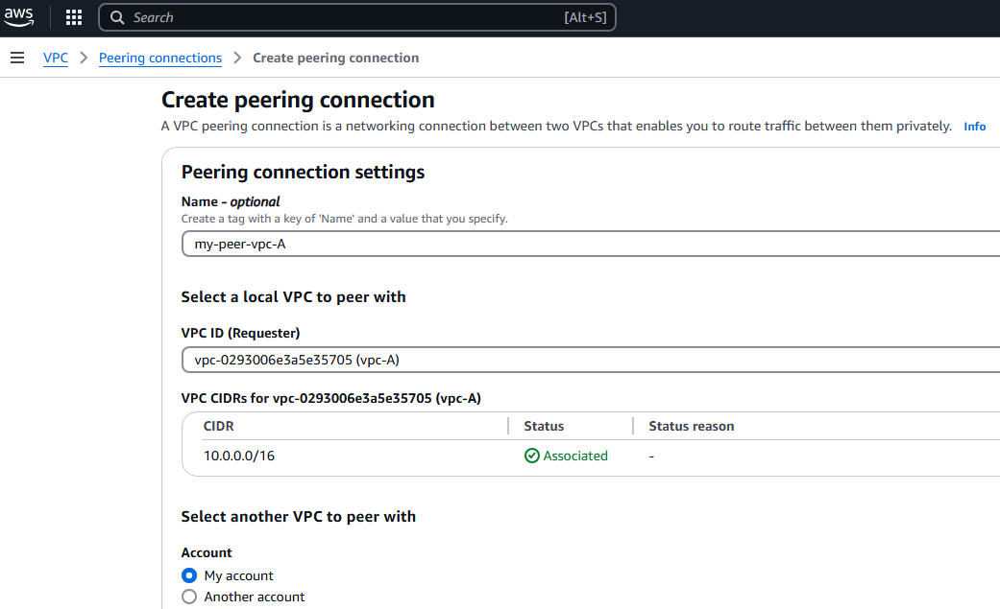 aws Search [Alt+S]
VPC > Peering connections > Create peering connection
Create peering connection
A VPC peering connection is a networking connection between two VPCs that enables you to route traffic between them privately. Info
Peering connection settings
Name - optional
Create a tag with a key of 'Name' and a value that you specify.
my-peer-vpc-A
Select a local VPC to peer with
VPC ID (Requester)
vpc-0293006e3a5e35705 (vpc-A)
VPC CIDRs for vpc-0293006e3a5e35705 (vpc-A)
CIDR Status Status reason
10.0.0.0/16 Associated -
Select another VPC to peer with
Account
My account
Another account